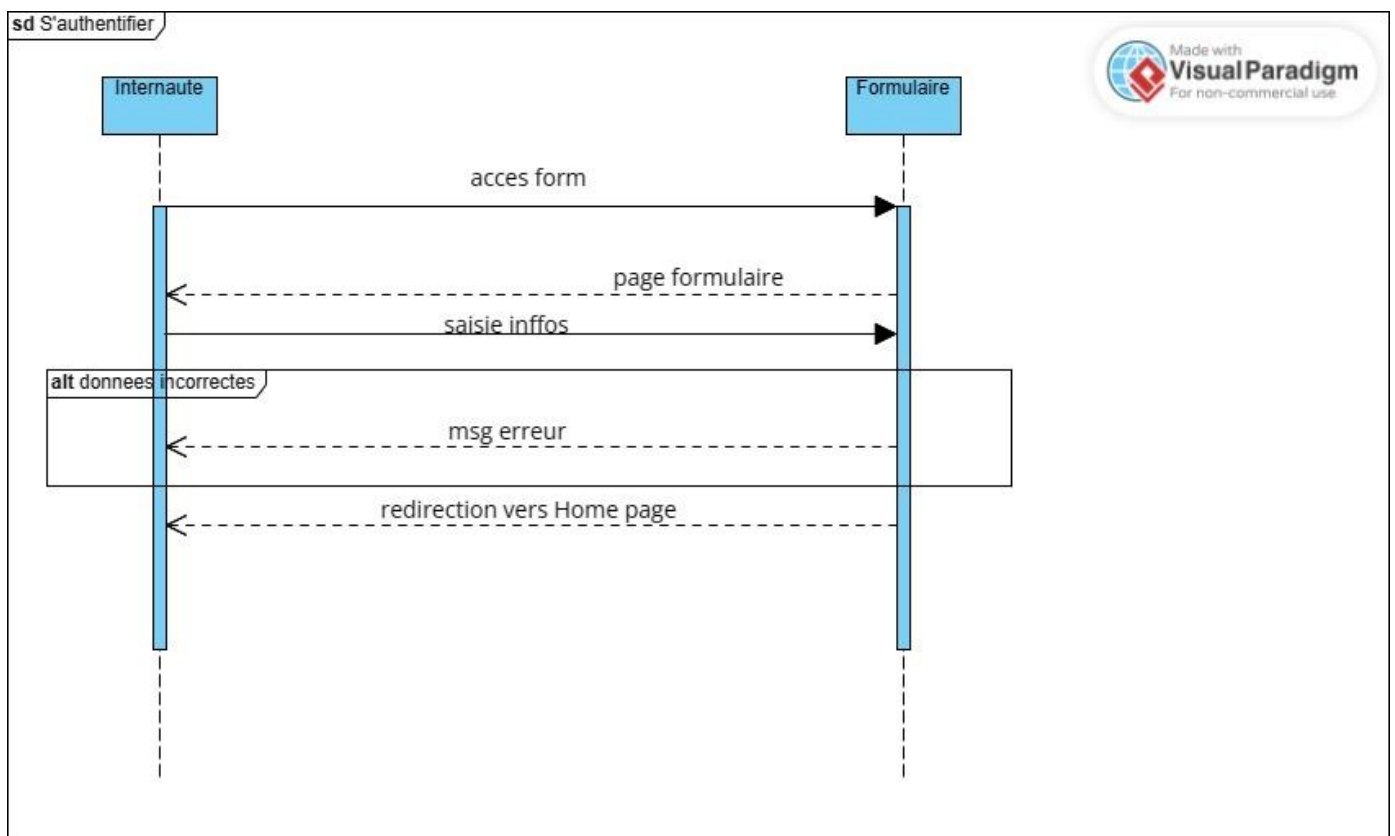 sd S'authentifier
Made with
Visual Paradigm
For non-commercial use
Internaute
Formulaire
acces form
page formulaire
saisie inffos
alt donnees incorrectes
msg erreur
redirection vers Home page